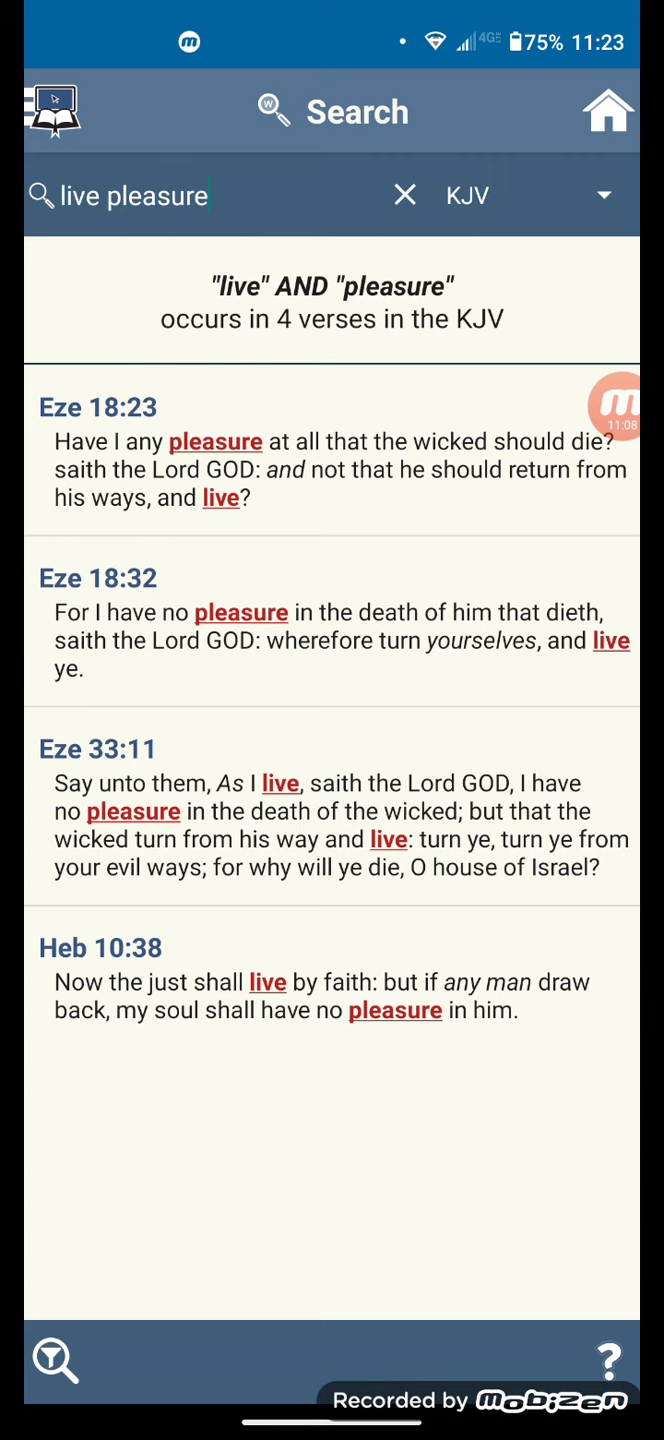 4GE 75% 11:23
Search
live pleasure KJV
"live" AND "pleasure"
occurs in 4 verses in the KJV
Eze 18:23
11:08
Have I any pleasure at all that the wicked should die?
saith the Lord GOD: and not that he should return from
his ways, and live?
Eze 18:32
For I have no pleasure in the death of him that dieth,
saith the Lord GOD: wherefore turn yourselves, and live
ye.
Eze 33:11
Say unto them, As I live, saith the Lord GOD, I have
no pleasure in the death of the wicked; but that the
wicked turn from his way and live: turn ye, turn ye from
your evil ways; for why will ye die, O house of Israel?
Heb 10:38
Now the just shall live by faith: but if any man draw
back, my soul shall have no pleasure in him.
?
Recorded by mobizen